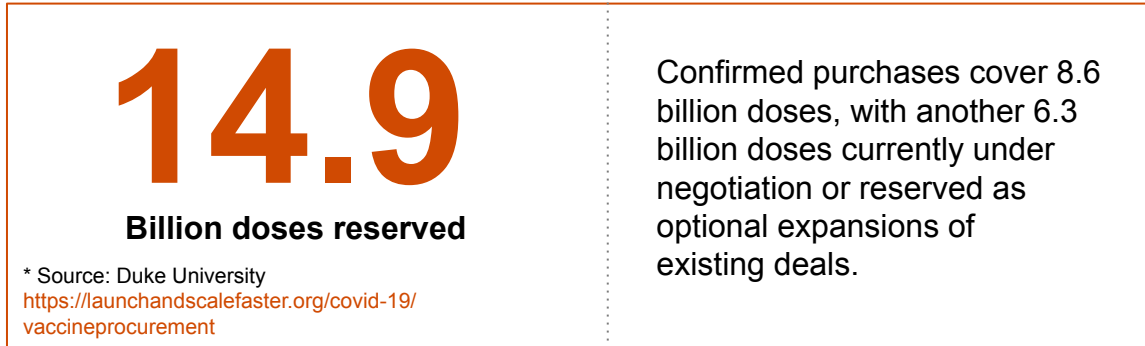 14.9
Billion doses reserved
* Source: Duke University
https://launchandscalefaster.org/covid-19/
vaccineprocurement
Confirmed purchases cover 8.6
billion doses, with another 6.3
billion doses currently under
negotiation or reserved as
optional expansions of
existing deals.